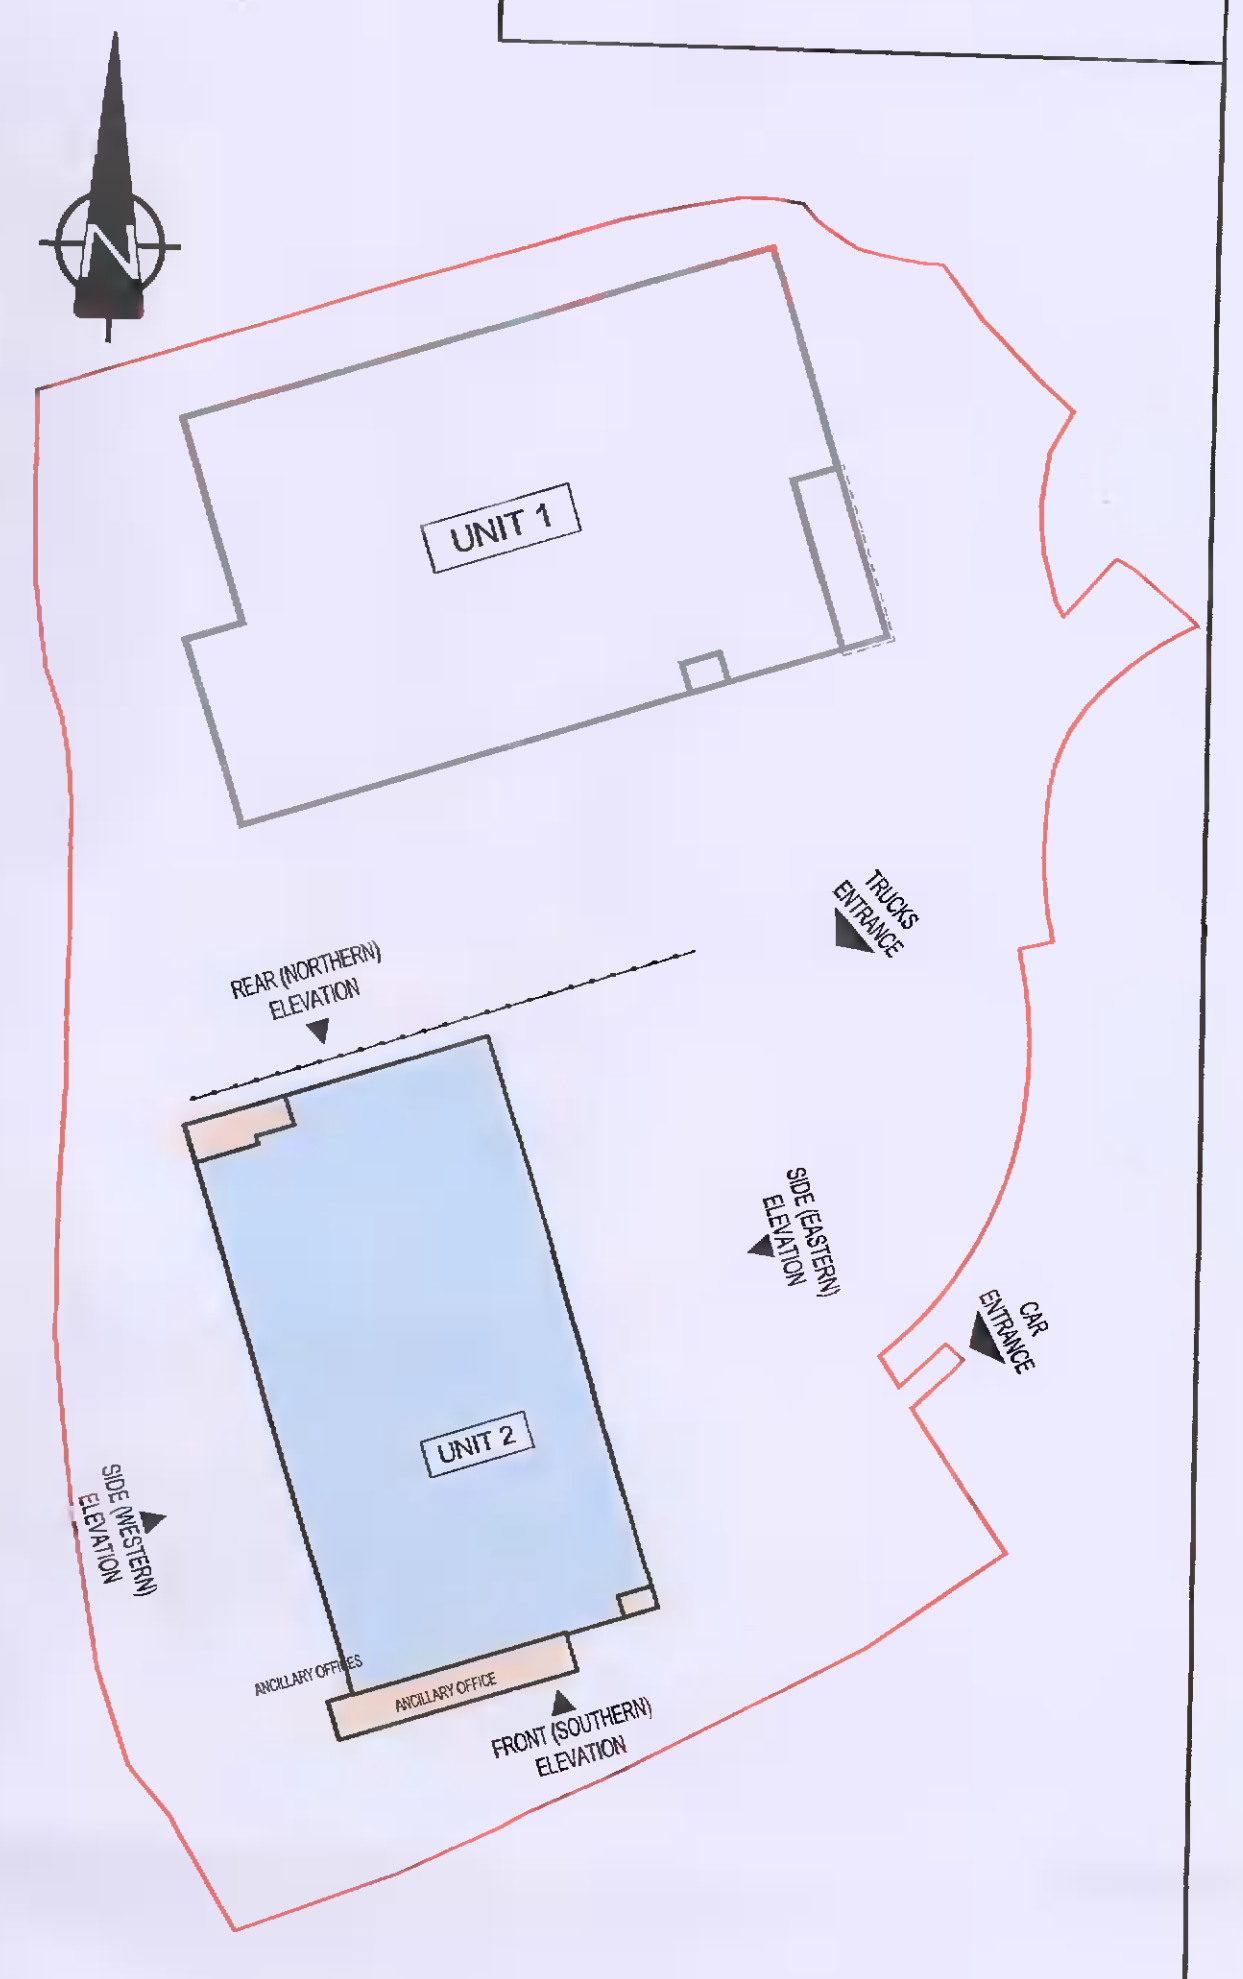 N
UNIT 1
TRUCKS
ENTRANCE
REAR (NORTHERN)
ELEVATION
SIDE (EASTERN)
ELEVATION
CAR
ENTRANCE
UNIT 2
SIDE (WESTERN)
ELEVATION
ANCILLARY OFFICES
ANCILLARY OFFICE
FRONT (SOUTHERN)
ELEVATION